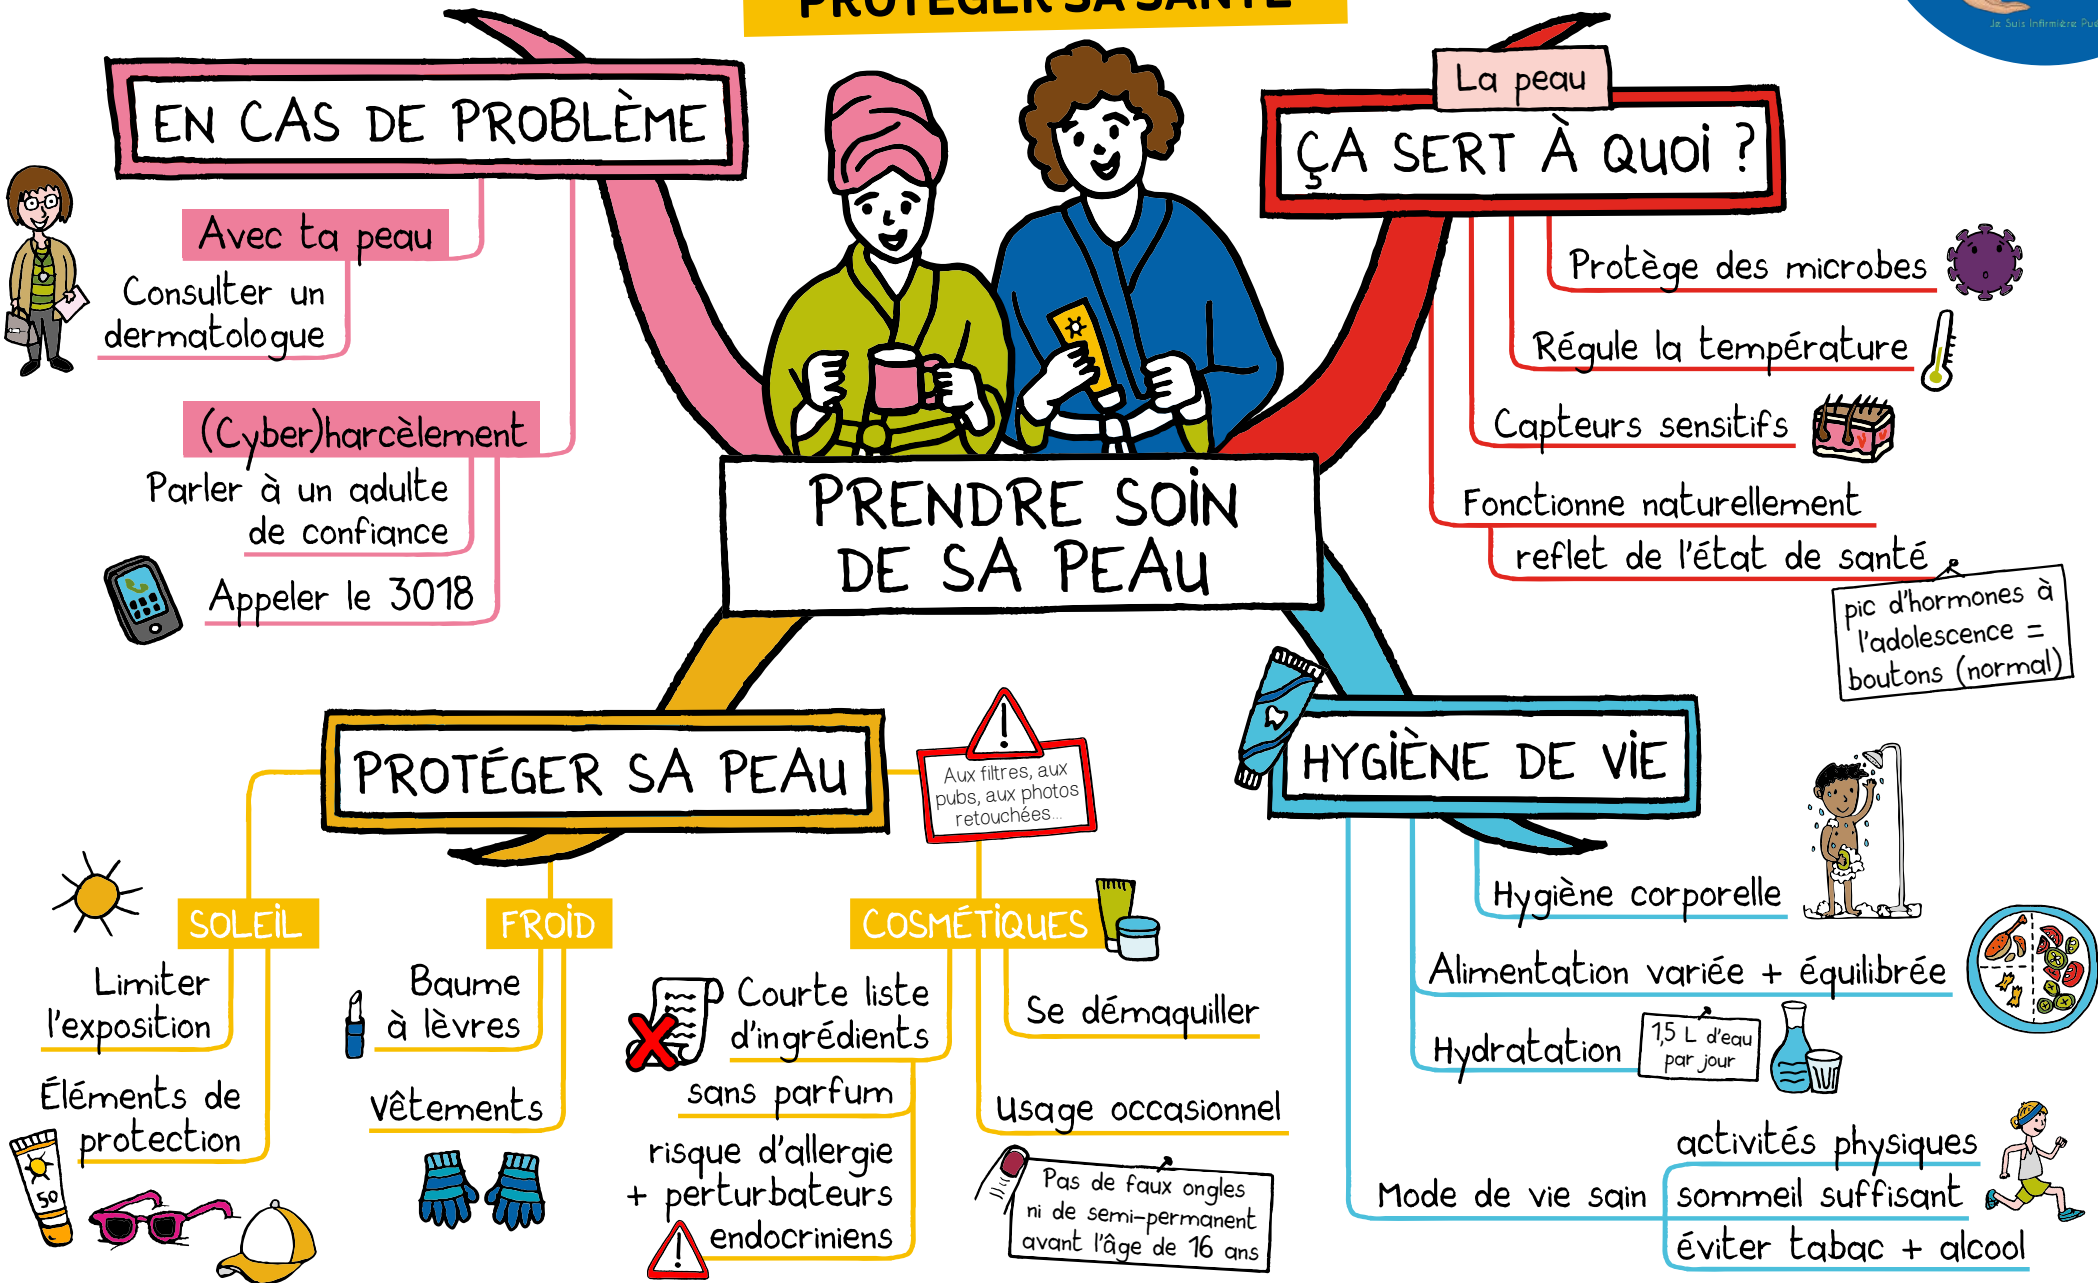 PROTÉGER SA SANTÉ
Je Suis Infirmière Pué
EN CAS DE PROBLÈME
Avec ta peau
Consulter un
dermatologue
(Cyber)harcèlement
Parler à un adulte
de confiance
Appeler le 3018
La peau
ÇA SERT À QUOI ?
Protège des microbes
Régule la température
Capteurs sensitifs
Fonctionne naturellement
reflet de l'état de santé
pic d'hormones à
l'adolescence =
boutons (normal)
PRENDRE SOIN
DE SA PEAU
PROTÉGER SA PEAU
Aux filtres, aux
pubs, aux photos
retouchées...
SOLEIL
Limiter
l'exposition
Éléments de
protection
50
FROID
Baume
à lèvres
Vêtements
COSMÉTIQUES
Courte liste
d'ingrédients
sans parfum
risque d'allergie
+ perturbateurs
endocriniens
Se démaquiller
Usage occasionnel
Pas de faux ongles
ni de semi-permanent
avant l'âge de 16 ans
HYGIÈNE DE VIE
Hygiène corporelle
Alimentation variée + équilibrée
Hydratation
1,5 L d'eau
par jour
Mode de vie sain
activités physiques
sommeil suffisant
éviter tabac + alcool